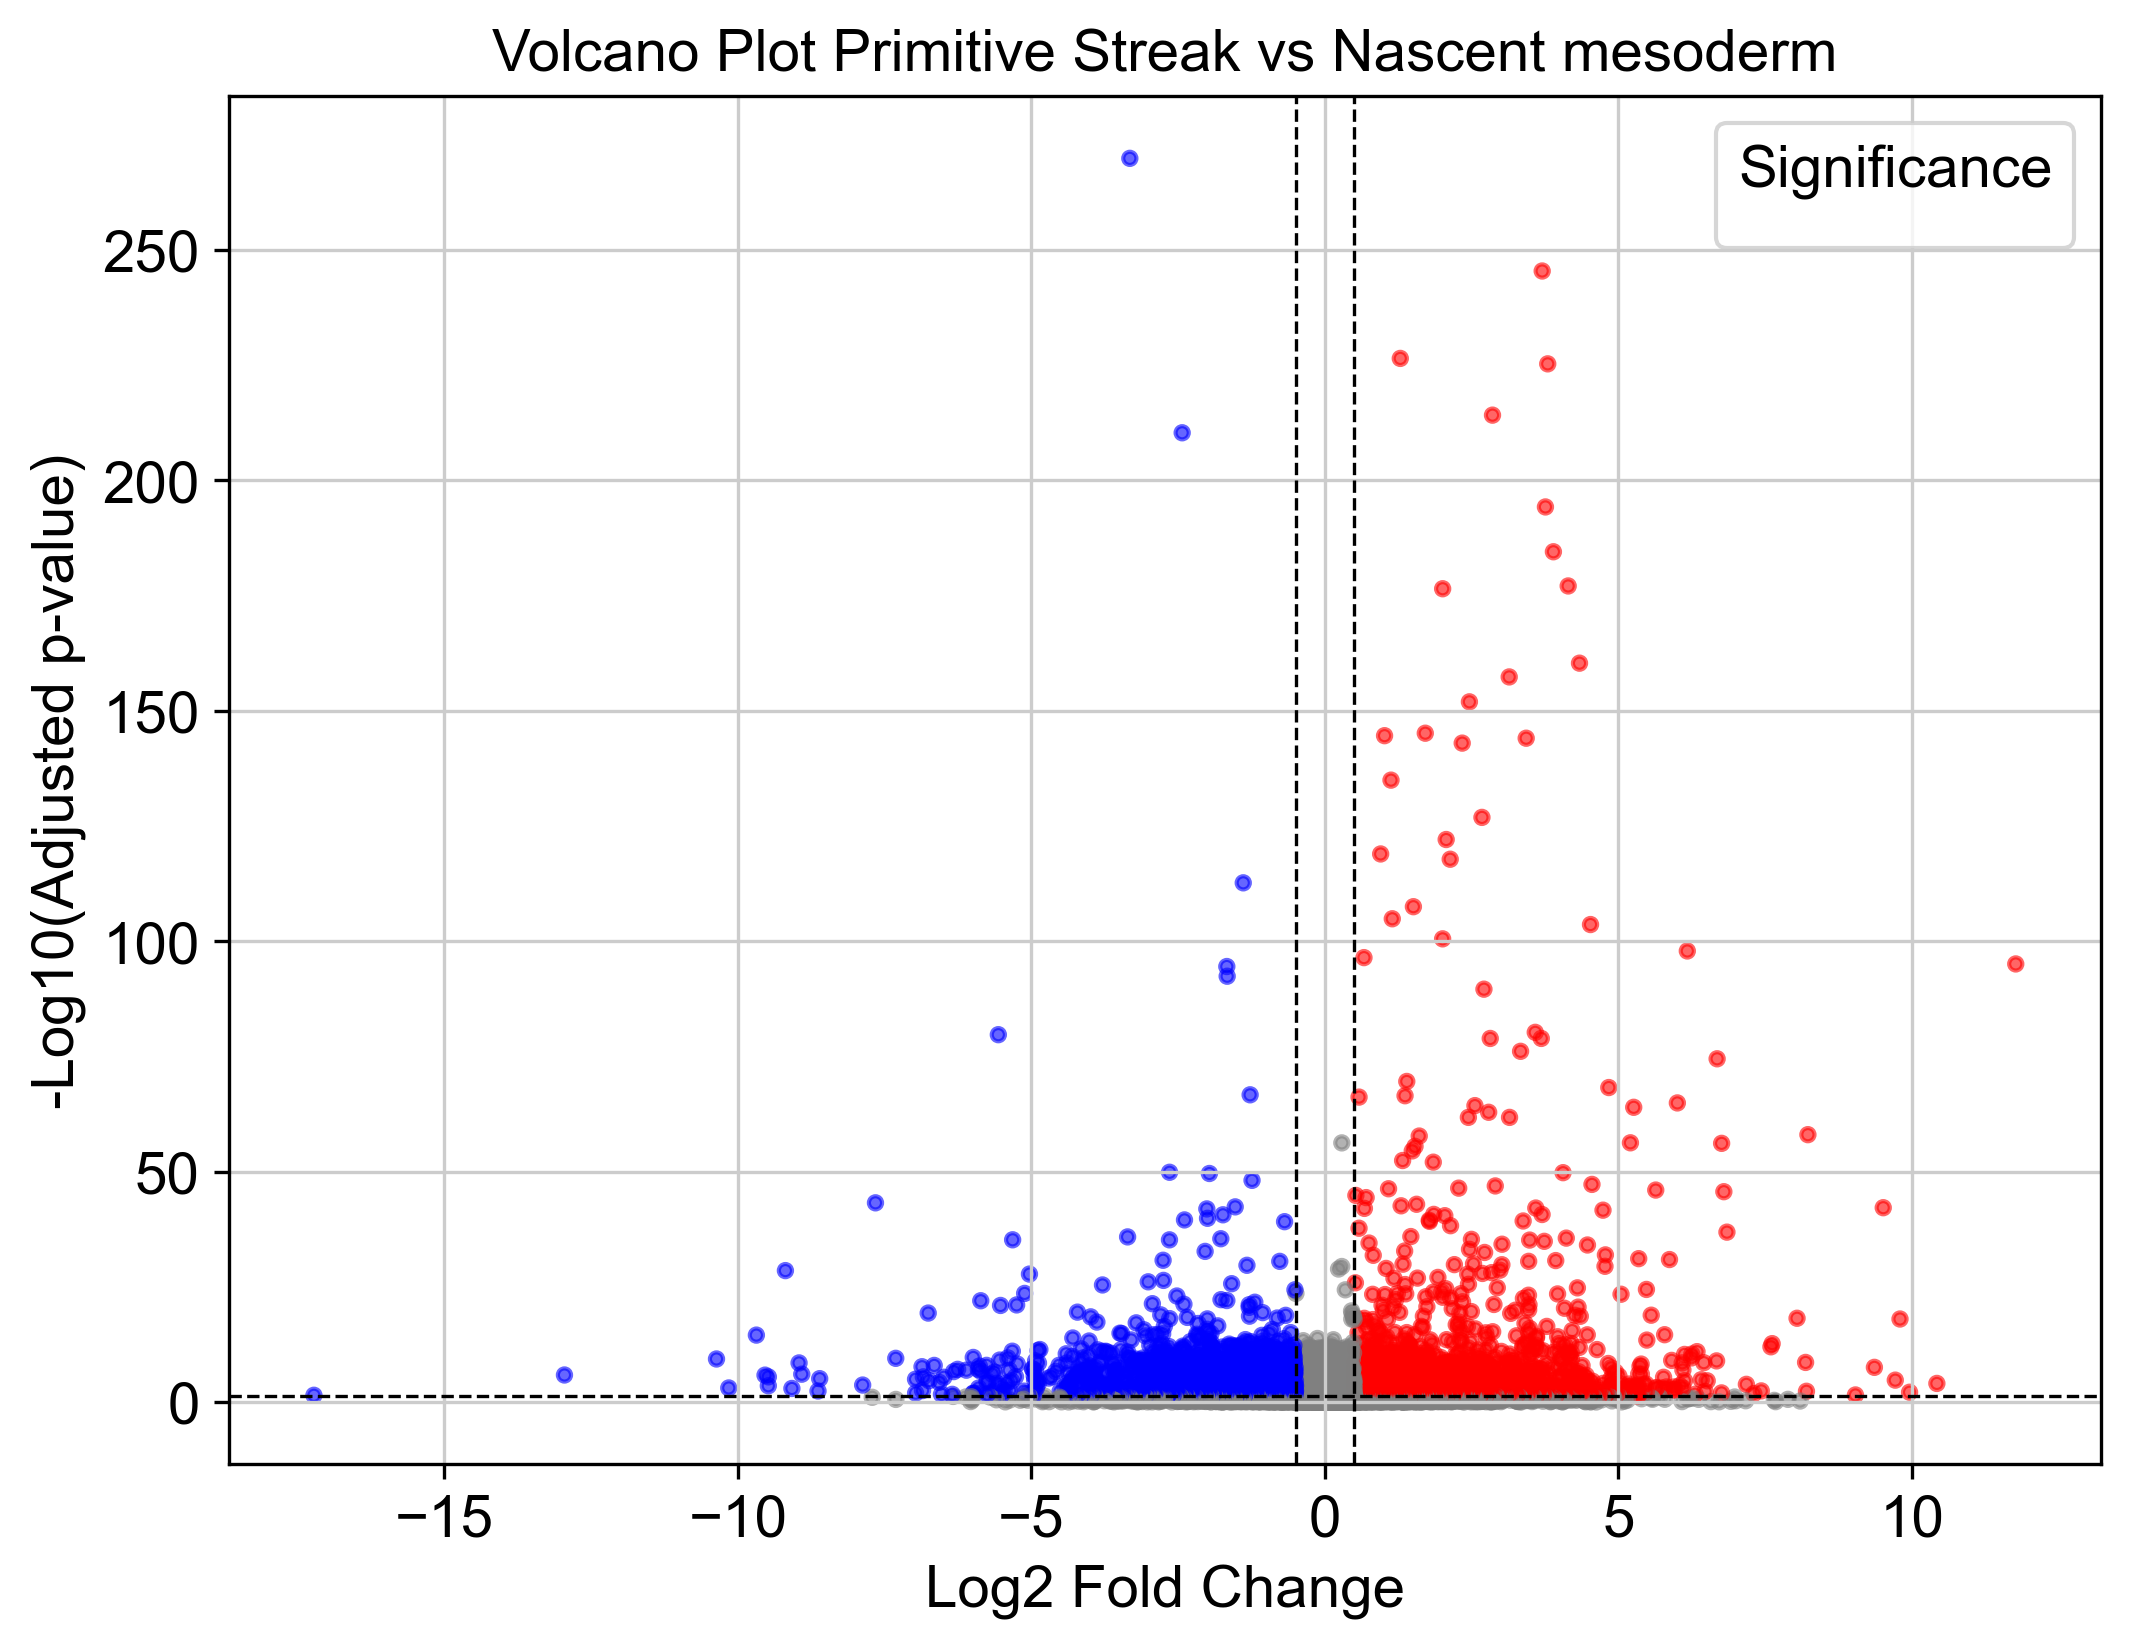 Volcano Plot Primitive Streak vs Nascent mesoderm
Significance
-Log10(Adjusted p-value)
250
200
150
100
50
0
−15 −10 −5 0 5 10
Log2 Fold Change